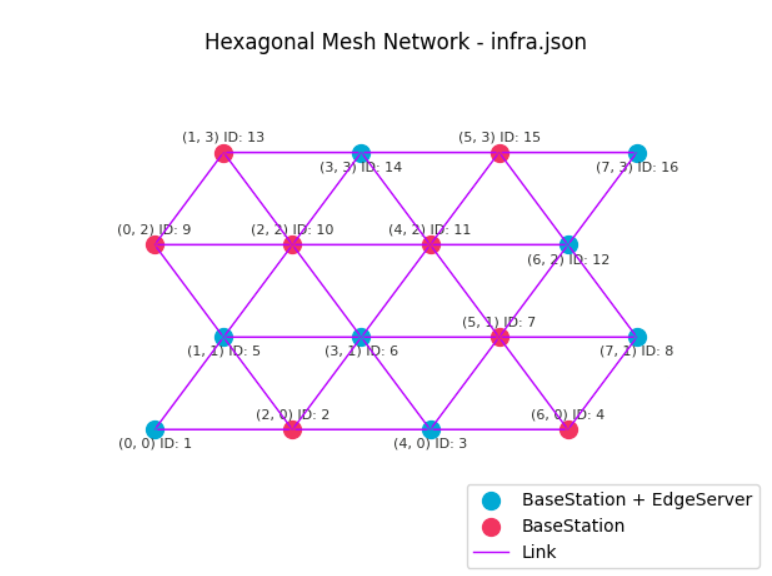 Hexagonal Mesh Network - infra.json
(1, 3) ID: 13
(5, 3) ID: 15
(3, 3) ID: 14
(7, 3) ID: 16
(0, 2) ID: 9
(2, 2) ID: 10
(4, 2) ID: 11
(6, 2) ID: 12
(5, 1) ID: 7
(1, 1) ID: 5
(3, 1) ID: 6
(7, 1) ID: 8
(2, 0) ID: 2
(6, 0) ID: 4
(0, 0) ID: 1
(4, 0) ID: 3
BaseStation + EdgeServer
BaseStation
Link